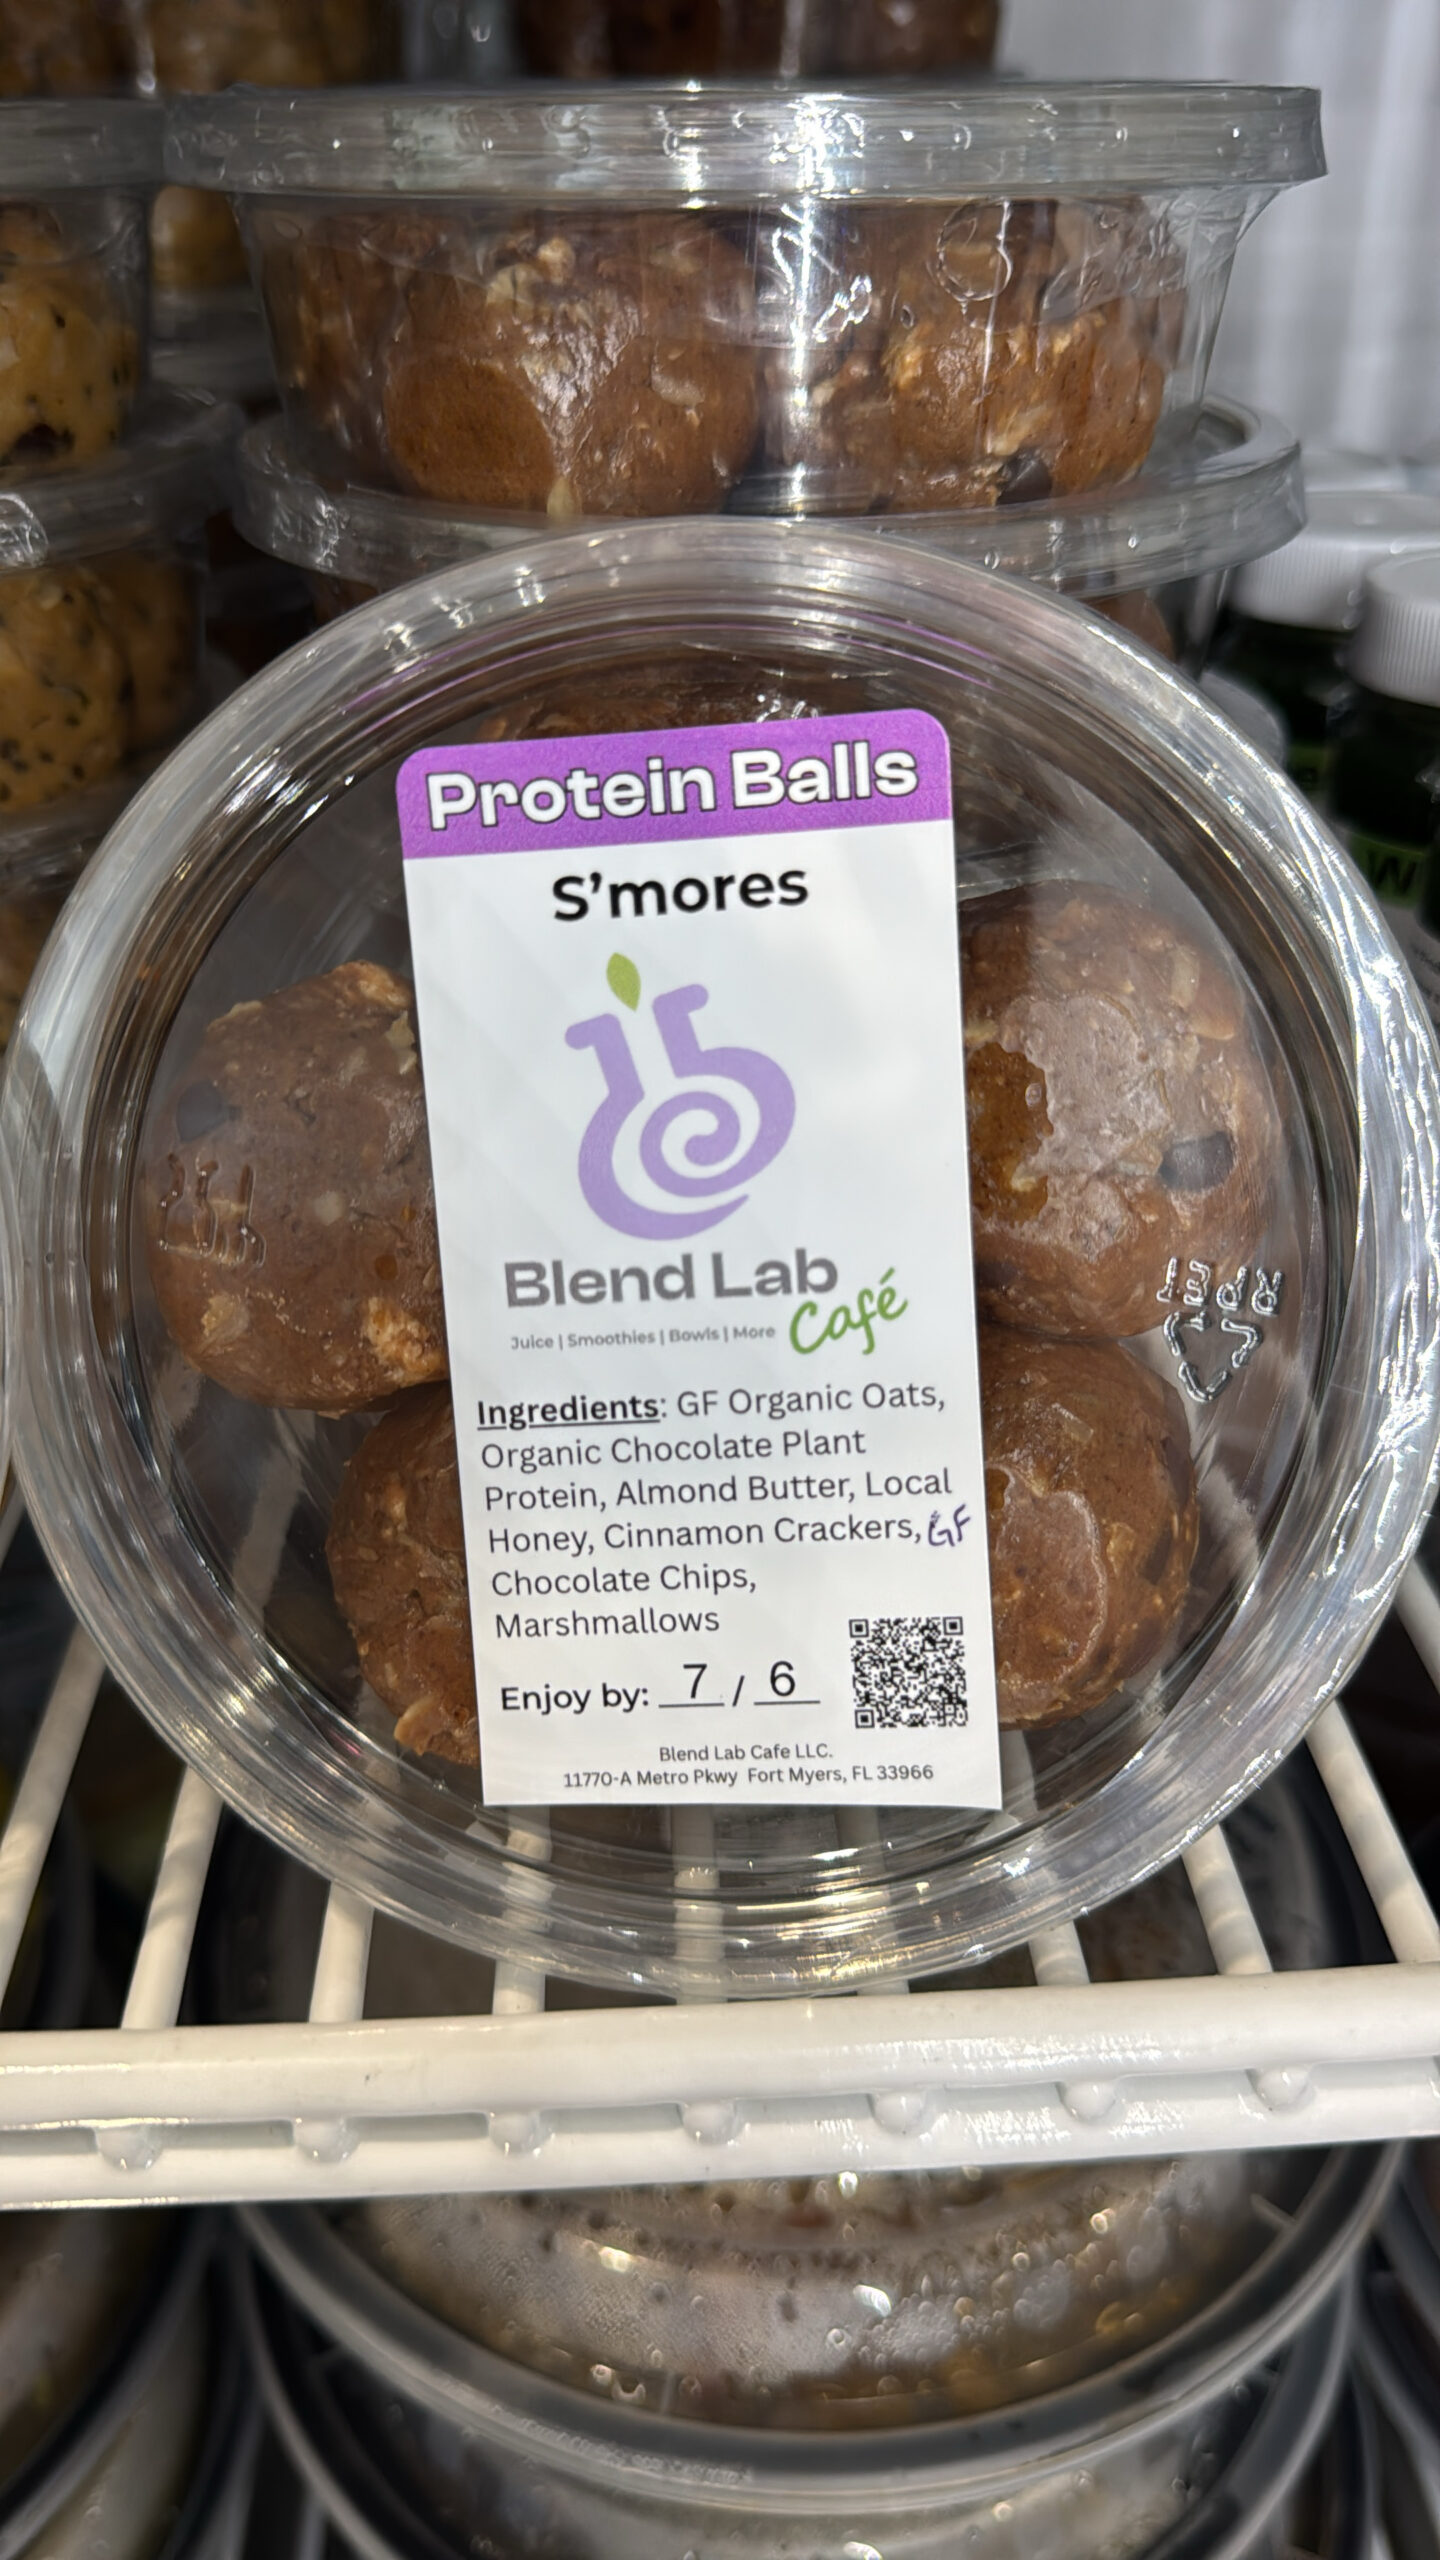 Protein Balls
S'mores
Blend Lab
Café
Juice | Smoothies | Bowls | More
Ingredients: GF Organic Oats,
Organic Chocolate Plant
Protein, Almond Butter, Local
Honey, Cinnamon Crackers, GF
Chocolate Chips,
Marshmallows
Enjoy by: 7 / 6
Blend Lab Cafe LLC.
11770-A Metro Pkwy Fort Myers, FL 33966
RPET
1
W